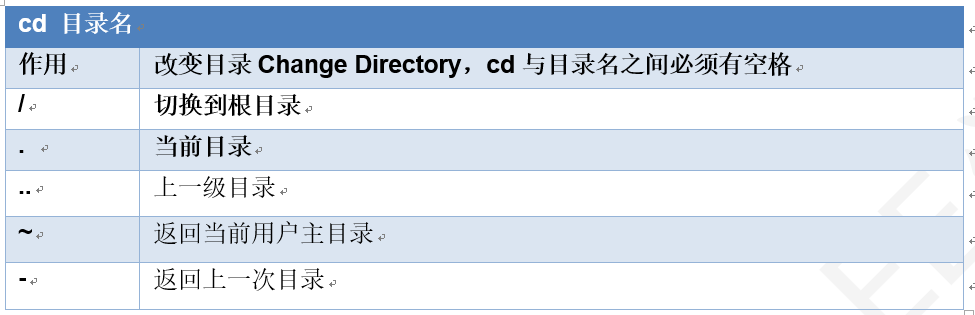 cd 目录名
作用
改变目录 Change Directory，cd 与目录名之间必须有空格
/
切换到根目录
.
当前目录
..
上一级目录
~
返回当前用户主目录
-
返回上一次目录